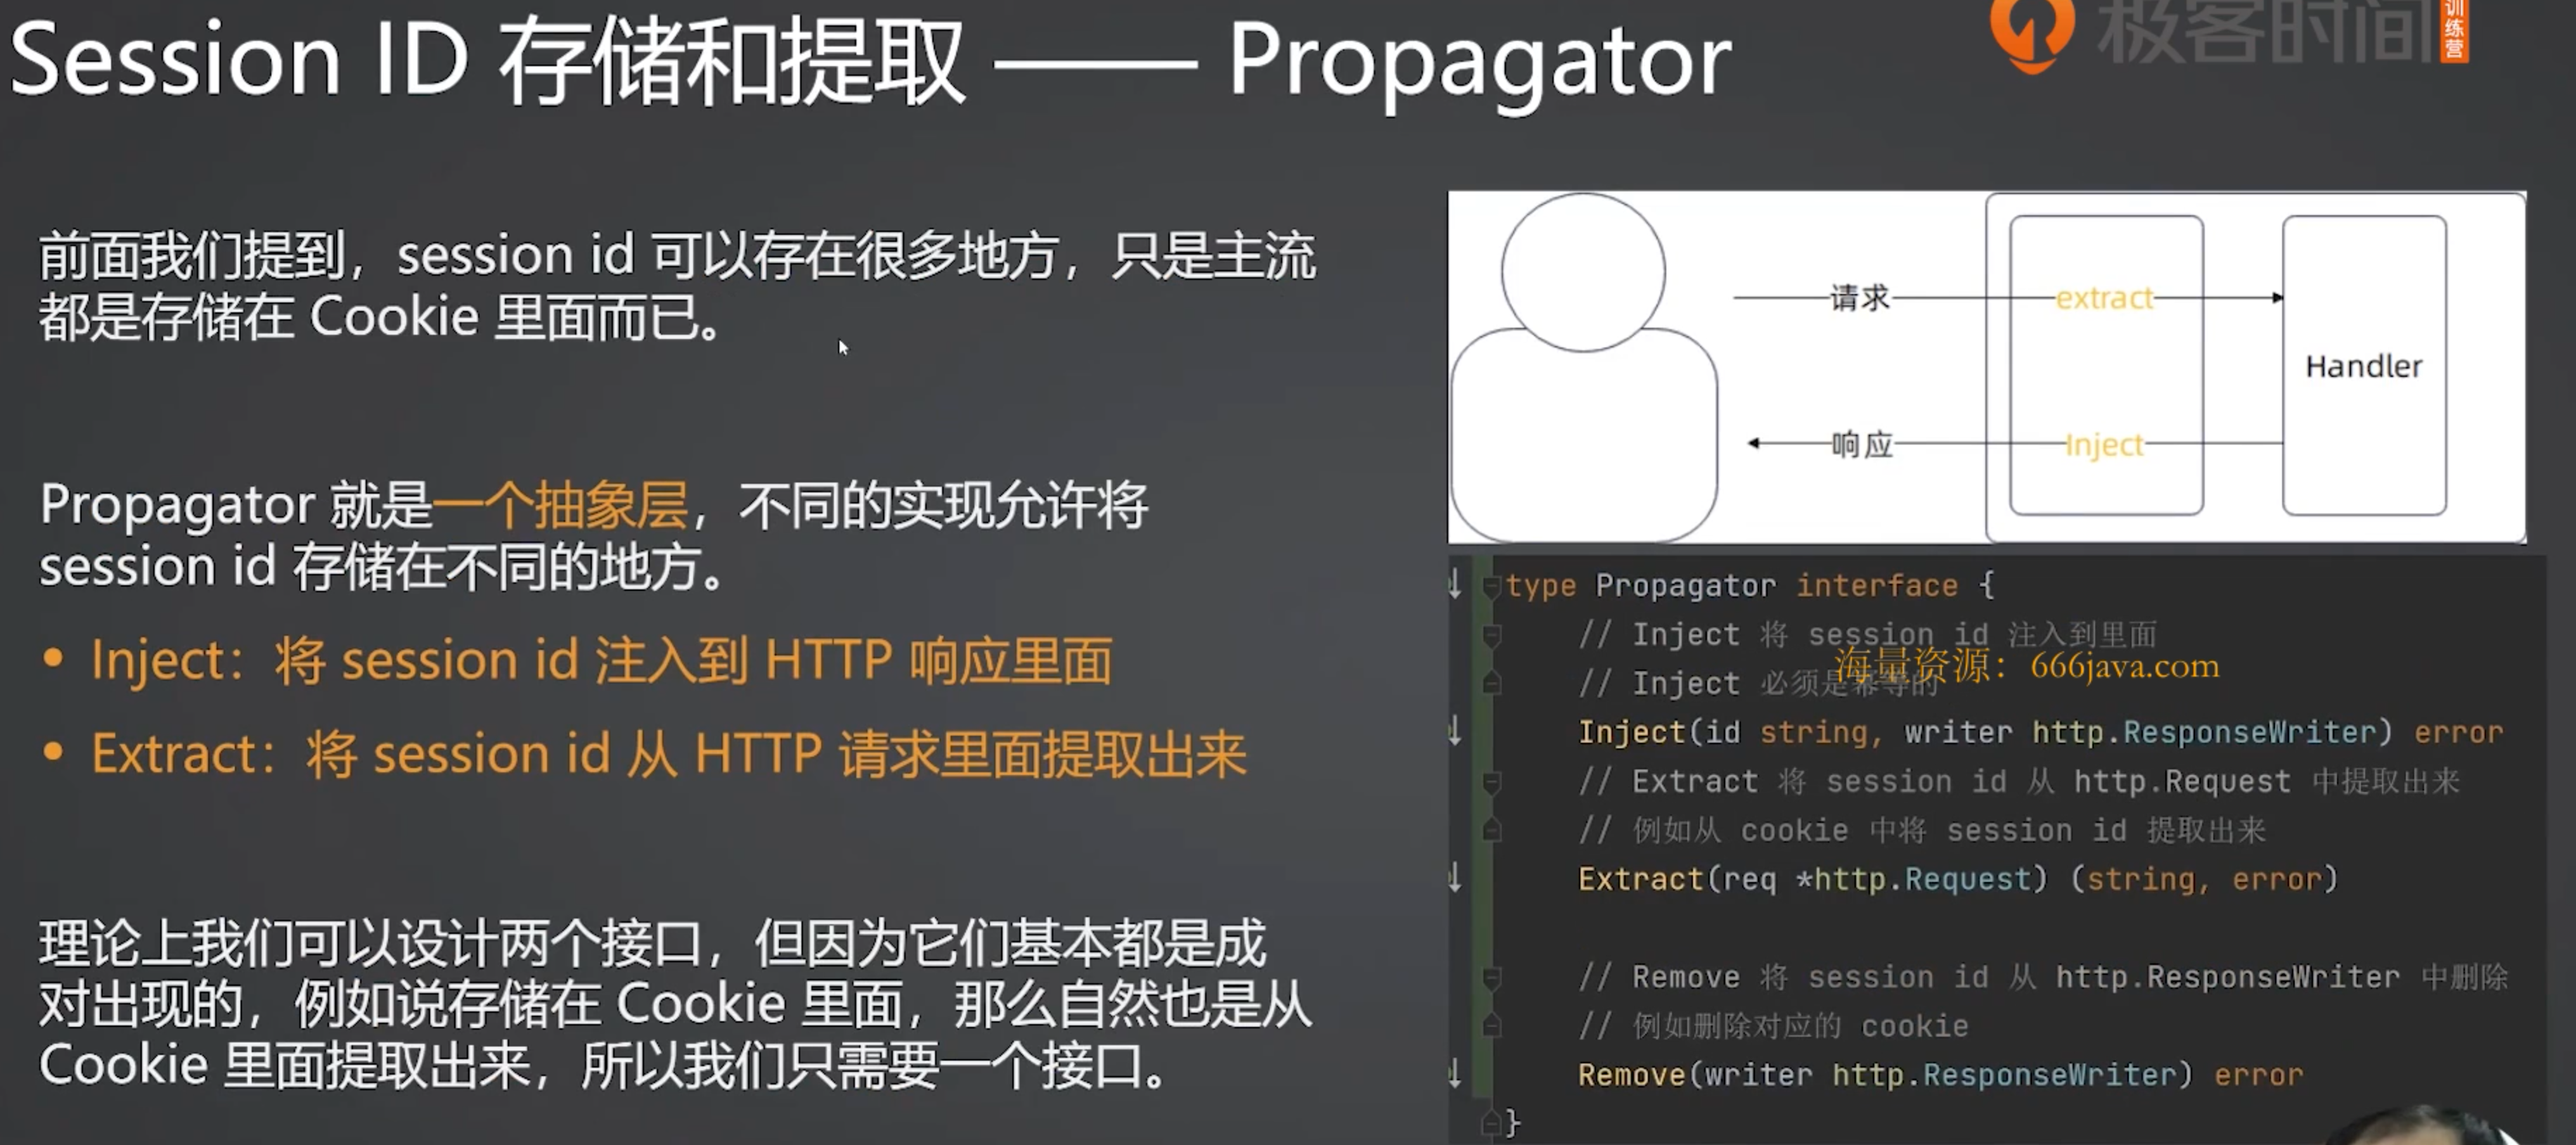 Session ID 存储和提取 —— Propagator
极客时间
训练营
前面我们提到，session id 可以存在很多地方，只是主流
都是存储在 Cookie 里面而已。
Propagator 就是一个抽象层，不同的实现允许将
session id 存储在不同的地方。
• Inject：将 session id 注入到 HTTP 响应里面
• Extract：将 session id 从 HTTP 请求里面提取出来
理论上我们可以设计两个接口，但因为它们基本都是成
对出现的，例如说存储在 Cookie 里面，那么自然也是从
Cookie 里面提取出来，所以我们只需要一个接口。
请求
extract
Handler
响应
Inject
type Propagator interface {
// Inject 将 session id 注入到里面
海量资源：666java.com
// Inject 必须是幂等的
Inject(id string, writer http.ResponseWriter) error
// Extract 将 session id 从 http.Request 中提取出来
// 例如从 cookie 中将 session id 提取出来
Extract(req *http.Request) (string, error)
// Remove 将 session id 从 http.ResponseWriter 中删除
// 例如删除对应的 cookie
Remove(writer http.ResponseWriter) error
}